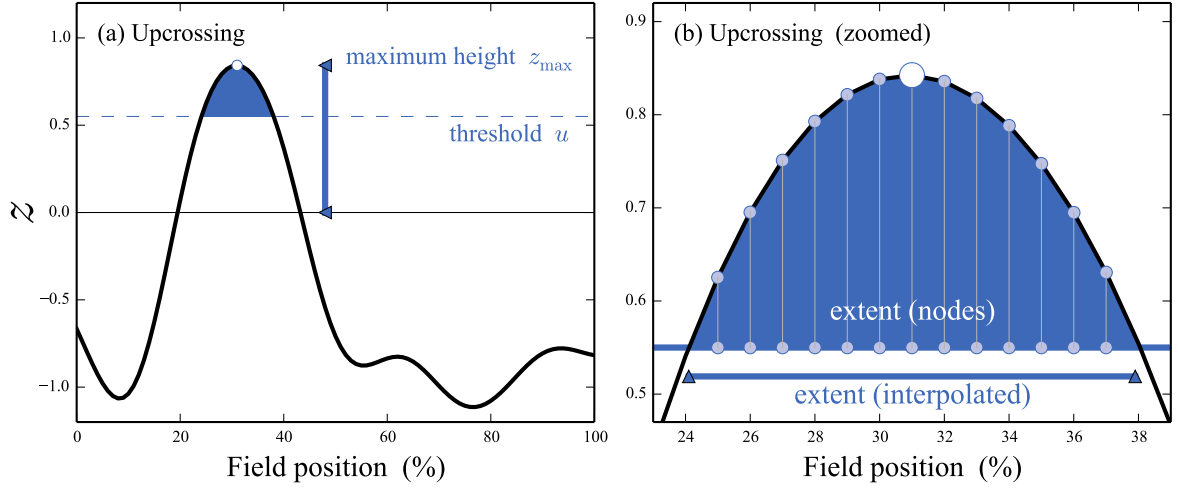 (a) Upcrossing
maximum height z_max
threshold u
z
1.0
0.5
0.0
−0.5
−1.0
0 20 40 60 80 100
Field position (%)
(b) Upcrossing (zoomed)
0.9
0.8
0.7
0.6
0.5
extent (nodes)
extent (interpolated)
24 26 28 30 32 34 36 38
Field position (%)